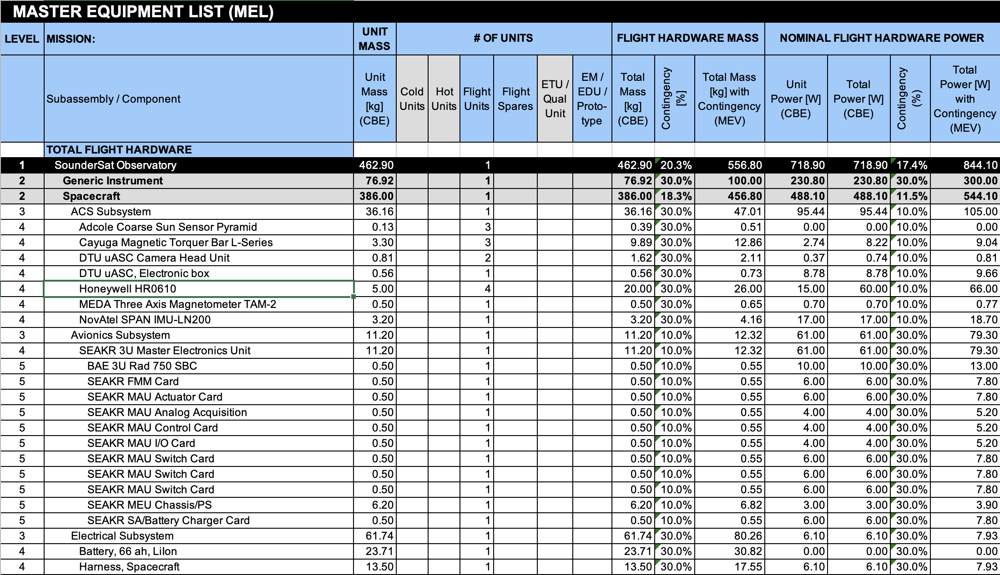 MASTER EQUIPMENT LIST (MEL)
LEVEL MISSION: UNIT MASS # OF UNITS FLIGHT HARDWARE MASS NOMINAL FLIGHT HARDWARE POWER
Subassembly / Component Unit Mass [kg] (CBE) Cold Units Hot Units Flight Units Flight Spares ETU / Qual Unit EM / EDU / Proto-type Total Mass [kg] (CBE) Contingency [%] Total Mass [kg] with Contingency (MEV) Unit Power [W] (CBE) Total Power [W] (CBE) Contingency (%) Total Power [W] with Contingency (MEV)
TOTAL FLIGHT HARDWARE
1 SounderSat Observatory 462.90 1 462.90 20.3% 556.80 718.90 718.90 17.4% 844.10
2 Generic Instrument 76.92 1 76.92 30.0% 100.00 230.80 230.80 30.0% 300.00
2 Spacecraft 386.00 1 386.00 18.3% 456.80 488.10 488.10 11.5% 544.10
3 ACS Subsystem 36.16 1 36.16 30.0% 47.01 95.44 95.44 10.0% 105.00
4 Adcole Coarse Sun Sensor Pyramid 0.13 3 0.39 30.0% 0.51 0.00 0.00 10.0% 0.00
4 Cayuga Magnetic Torquer Bar L-Series 3.30 3 9.89 30.0% 12.86 2.74 8.22 10.0% 9.04
4 DTU uASC Camera Head Unit 0.81 2 1.62 30.0% 2.11 0.37 0.74 10.0% 0.81
4 DTU uASC, Electronic box 0.56 1 0.56 30.0% 0.73 8.78 8.78 10.0% 9.66
4 Honeywell HR0610 5.00 4 20.00 30.0% 26.00 15.00 60.00 10.0% 66.00
4 MEDA Three Axis Magnetometer TAM-2 0.50 1 0.50 30.0% 0.65 0.70 0.70 10.0% 0.77
4 NovAtel SPAN IMU-LN200 3.20 1 3.20 30.0% 4.16 17.00 17.00 10.0% 18.70
3 Avionics Subsystem 11.20 1 11.20 10.0% 12.32 61.00 61.00 30.0% 79.30
4 SEAKR 3U Master Electronics Unit 11.20 1 11.20 10.0% 12.32 61.00 61.00 30.0% 79.30
5 BAE 3U Rad 750 SBC 0.50 1 0.50 10.0% 0.55 10.00 10.00 30.0% 13.00
5 SEAKR FMM Card 0.50 1 0.50 10.0% 0.55 6.00 6.00 30.0% 7.80
5 SEAKR MAU Actuator Card 0.50 1 0.50 10.0% 0.55 6.00 6.00 30.0% 7.80
5 SEAKR MAU Analog Acquisition 0.50 1 0.50 10.0% 0.55 4.00 4.00 30.0% 5.20
5 SEAKR MAU Control Card 0.50 1 0.50 10.0% 0.55 4.00 4.00 30.0% 5.20
5 SEAKR MAU I/O Card 0.50 1 0.50 10.0% 0.55 4.00 4.00 30.0% 5.20
5 SEAKR MAU Switch Card 0.50 1 0.50 10.0% 0.55 6.00 6.00 30.0% 7.80
5 SEAKR MAU Switch Card 0.50 1 0.50 10.0% 0.55 6.00 6.00 30.0% 7.80
5 SEAKR MAU Switch Card 0.50 1 0.50 10.0% 0.55 6.00 6.00 30.0% 7.80
5 SEAKR MEU Chassis/PS 6.20 1 6.20 10.0% 6.82 3.00 3.00 30.0% 3.90
5 SEAKR SA/Battery Charger Card 0.50 1 0.50 10.0% 0.55 6.00 6.00 30.0% 7.80
3 Electrical Subsystem 61.74 1 61.74 30.0% 80.26 6.10 6.10 30.0% 7.93
4 Battery, 66 ah, LiIon 23.71 1 23.71 30.0% 30.82 0.00 0.00 30.0% 0.00
4 Harness, Spacecraft 13.50 1 13.50 30.0% 17.55 6.10 6.10 30.0% 7.93